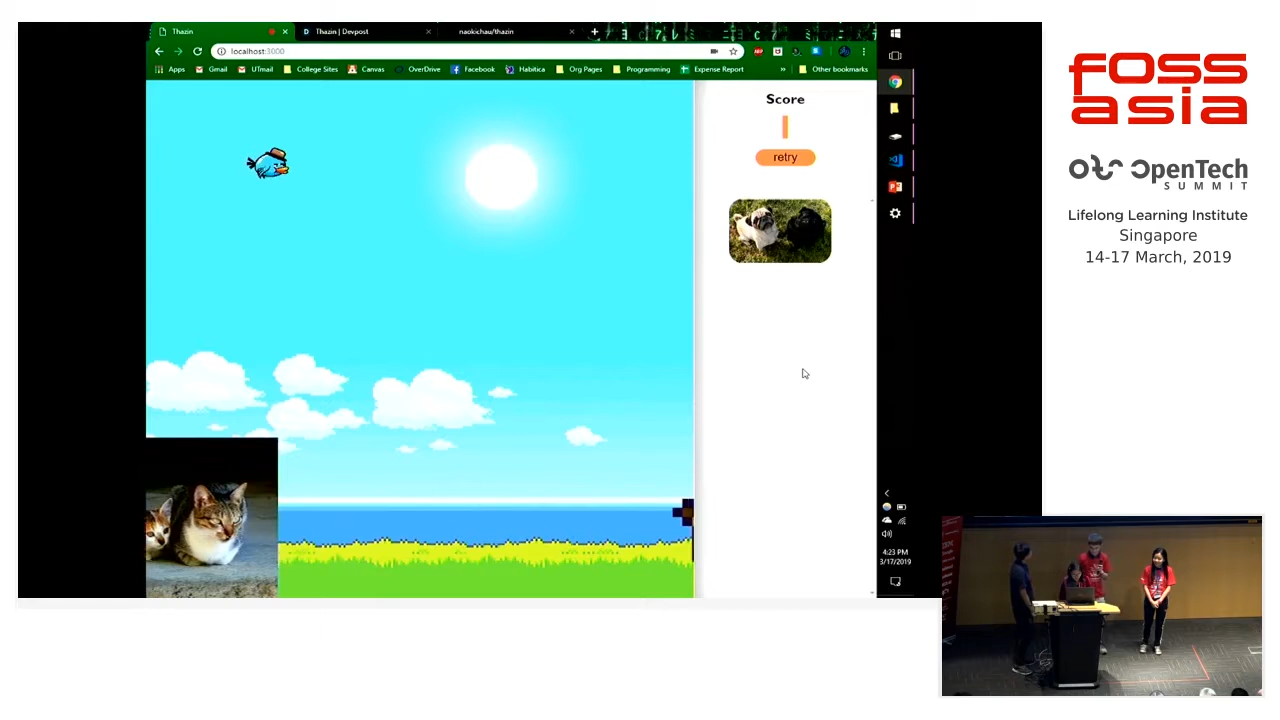 Thazin
Thazin | Devpost
naokichau/thazin
localhost:3000
Apps
Gmail
UTmail
College Sites
Canvas
OverDrive
Facebook
Habitica
Org Pages
Programming
Expense Report
»
Other bookmarks
Score
retry
4:23 PM
3/17/2019
fOSS
asia
OpenTech
SUMMIT
Lifelong Learning Institute
Singapore
14-17 March, 2019